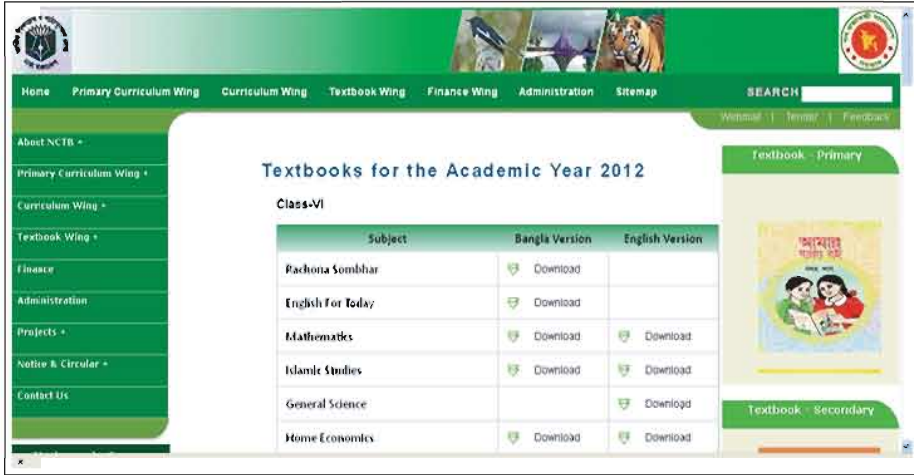 Home Primary Curriculum Wing Curriculum Wing Textbook Wing Finance Wing Administration Sitemap SEARCH
Webmail | Tender | Feedback
About NCTB +
Primary Curriculum Wing +
Curriculum Wing +
Textbook Wing +
Finance
Administration
Projects +
Notice & Circular +
Contact Us
Textbooks for the Academic Year 2012
Class-VI
Subject Bangla Version English Version
Rachona Sombhar Download
English For Today Download
Mathematics Download Download
Islamic Studies Download Download
General Science Download
Home Economics Download Download
Textbook - Primary
আমার
বাংলা বই
Textbook - Secondary